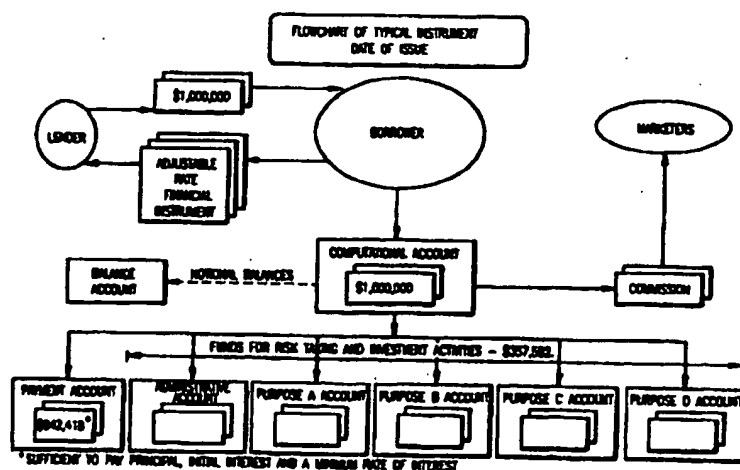 FLOWCHART OF TYPICAL INSTRUMENT
DATE OF ISSUE
$1,000,000
LENDER
BORROWER
MARKETERS
ADJUSTABLE
RATE
FINANCIAL
INSTRUMENT
COMPUTATIONAL ACCOUNT
$1,000,000
BALANCE
ACCOUNT
NOTIONAL BALANCES
COMMISSION
FUNDS FOR RISK TAKING AND INVESTMENT ACTIVITIES - $357,582.
PAYMENT ACCOUNT
$642,418*
ADMINISTRATIVE
ACCOUNT
PURPOSE A ACCOUNT
PURPOSE B ACCOUNT
PURPOSE C ACCOUNT
PURPOSE D ACCOUNT
*SUFFICIENT TO PAY PRINCIPAL, INITIAL INTEREST AND A MINIMUM RATE OF INTEREST